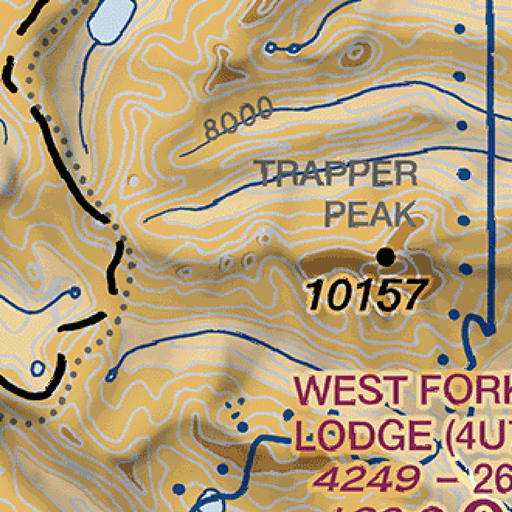 8000
TRAPPER
PEAK
10157
WEST FORK
LODGE (4U
4249 – 26